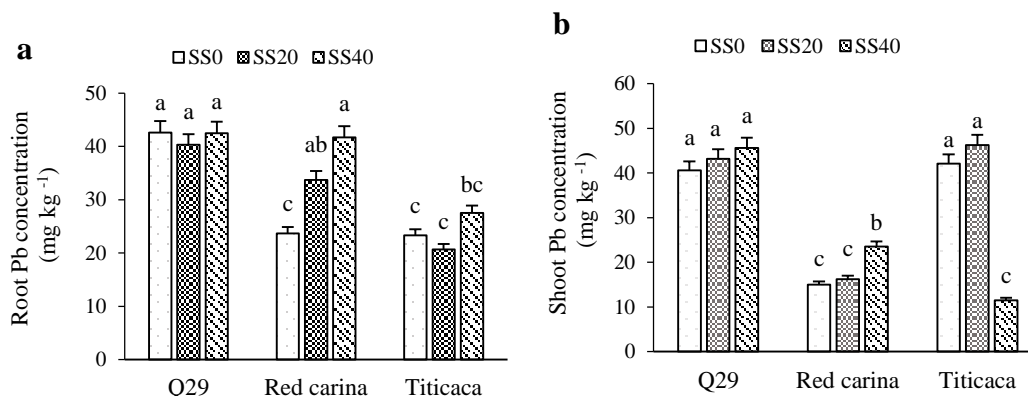 a
SS0 SS20 SS40
Root Pb concentration
(mg kg -1)
50
40
30
20
10
0
a a a
c ab a
c c bc
Q29 Red carina Titicaca
b
SS0 SS20 SS40
Shoot Pb concentration
(mg kg -1)
60
50
40
30
20
10
0
a a a
c c b
a a c
Q29 Red carina Titicaca